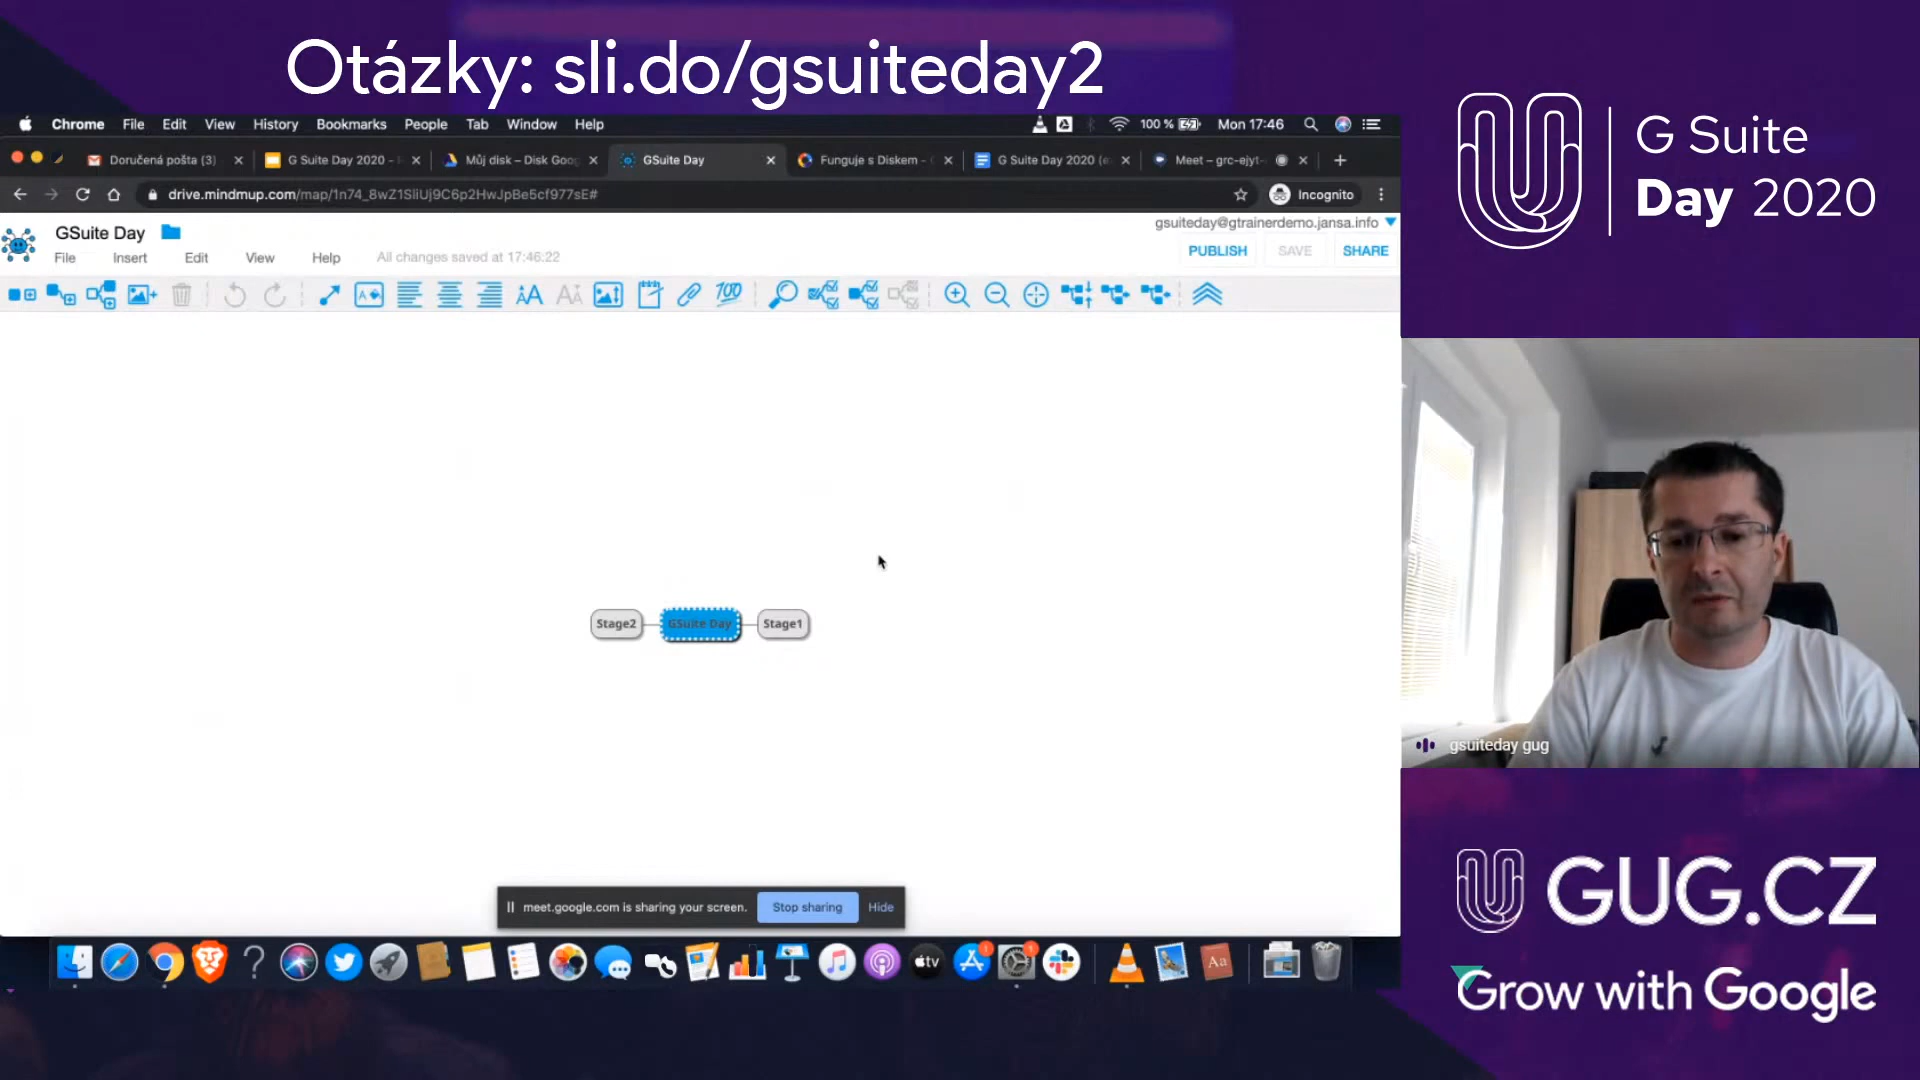 Otázky: sli.do/gsuiteday2
Chrome File Edit View History Bookmarks People Tab Window Help
100 % Mon 17:46
Doručená pošta (3)
G Suite Day 2020 –
Můj disk – Disk Goog
GSuite Day
Funguje s Diskem –
G Suite Day 2020 (e
Meet – grc-ejyt-
drive.mindmup.com/map/1n74_8wZ1SliUj9C6p2HwJpBe5cf977sE#
Incognito
gsuiteday@gtrainerdemo.jansa.info
GSuite Day
File Insert Edit View Help All changes saved at 17:46:22
PUBLISH SAVE SHARE
Stage2 GSuite Day Stage1
meet.google.com is sharing your screen. Stop sharing Hide
tv
Aa
G Suite
Day 2020
gsuiteday gug
GUG.CZ
Grow with Google